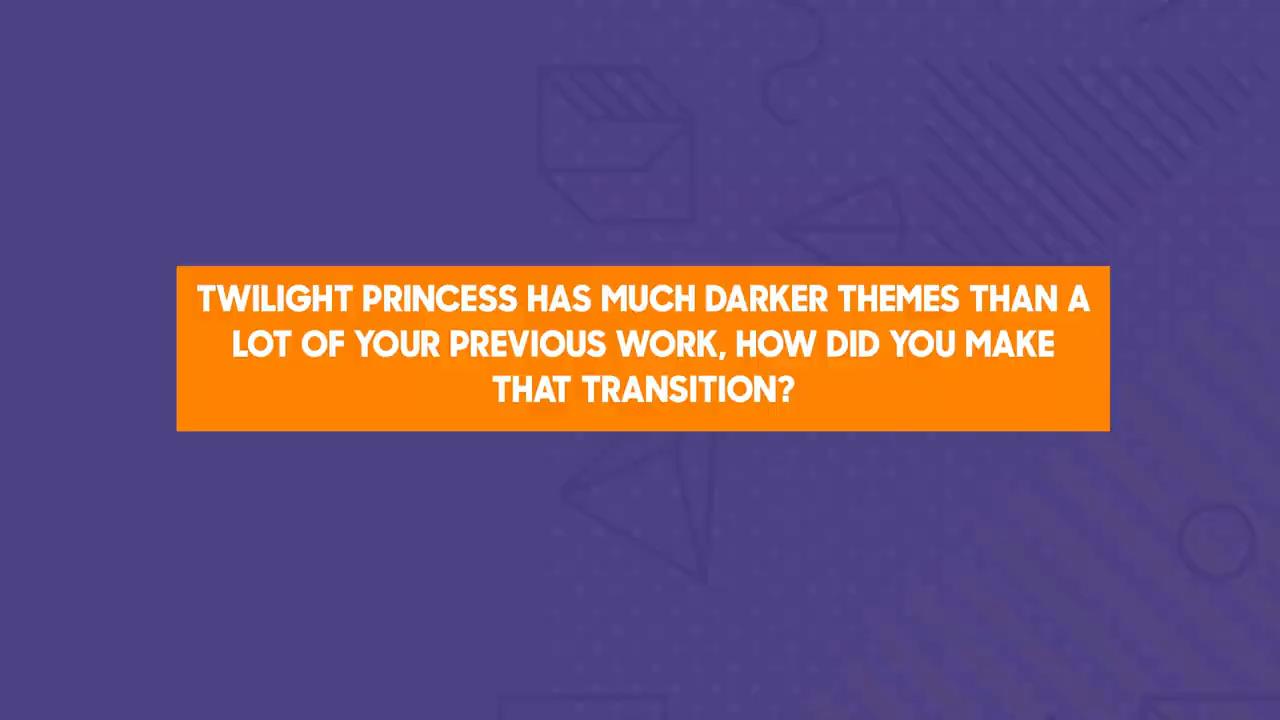 TWILIGHT PRINCESS HAS MUCH DARKER THEMES THAN A
LOT OF YOUR PREVIOUS WORK, HOW DID YOU MAKE
THAT TRANSITION?